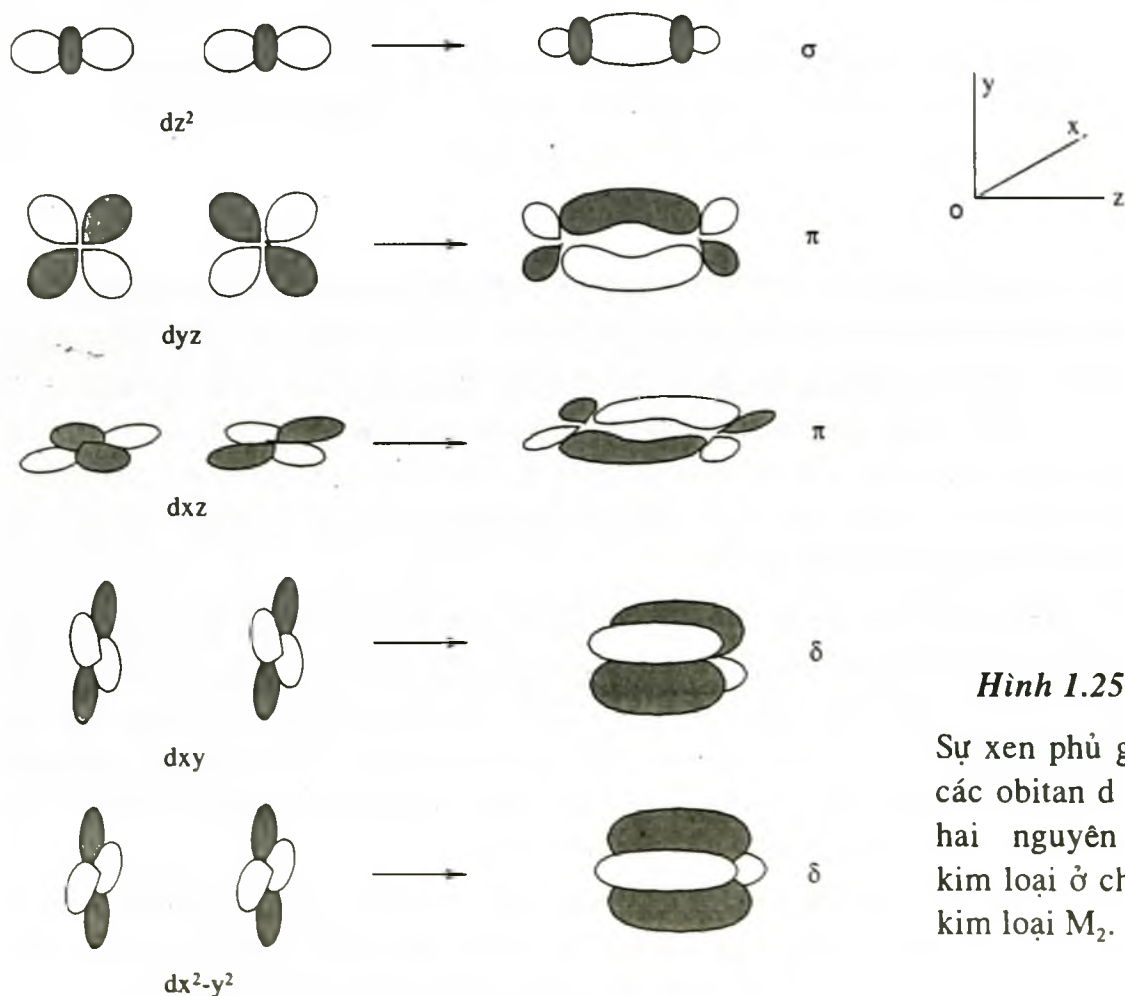 σ
y
x
O
z
dz²
π
dyz
π
dxz
δ
Hình 1.25
Sự xen phủ g
các obitan d
hai nguyên
kim loại ở ch
kim loại M₂.
dxy
δ
dx²-y²